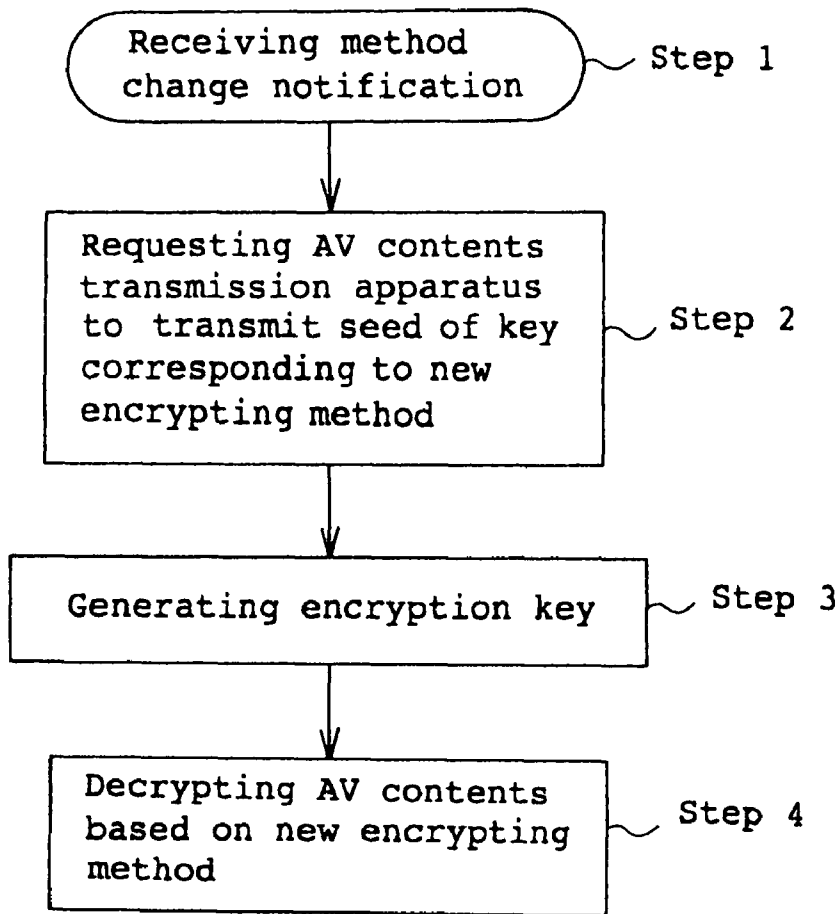 Receiving method
change notification
Step 1
Requesting AV contents
transmission apparatus
to transmit seed of key
corresponding to new
encrypting method
Step 2
Generating encryption key
Step 3
Decrypting AV contents
based on new encrypting
method
Step 4